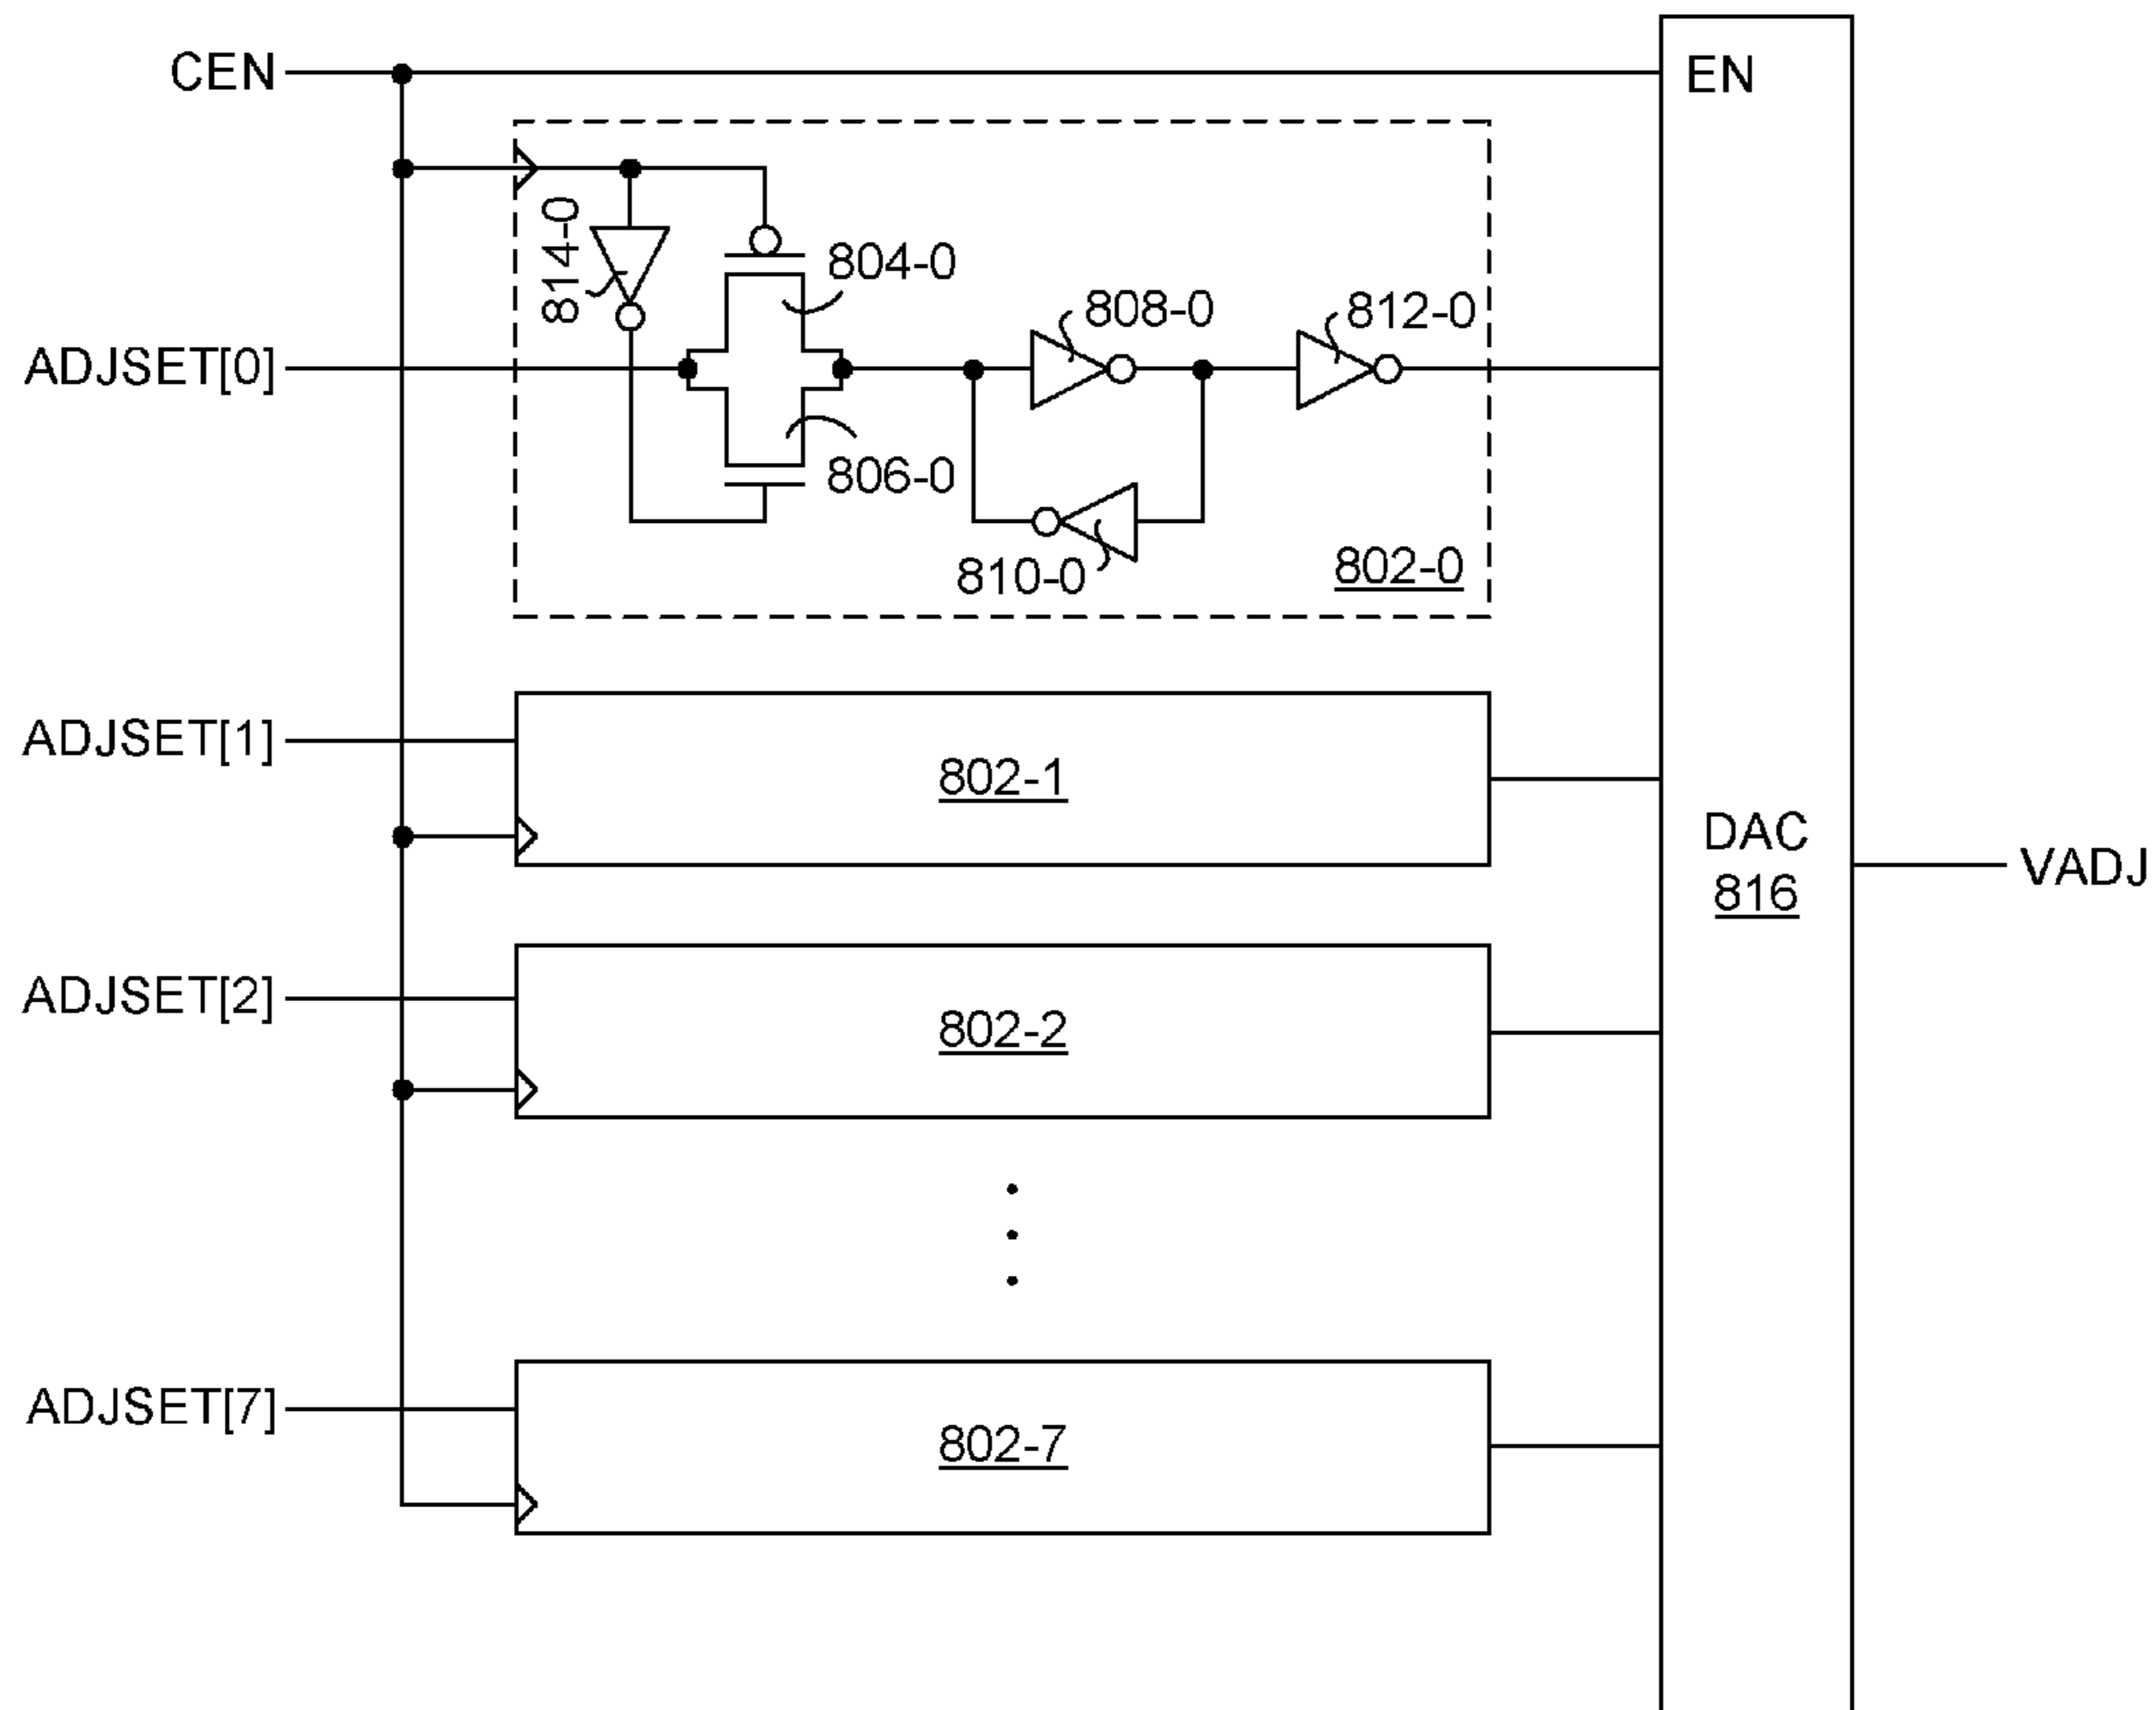 CEN
EN
814-0
804-0
808-0
812-0
ADJSET[0]
806-0
810-0
802-0
ADJSET[1]
802-1
DAC
816
VADJ
ADJSET[2]
802-2
ADJSET[7]
802-7